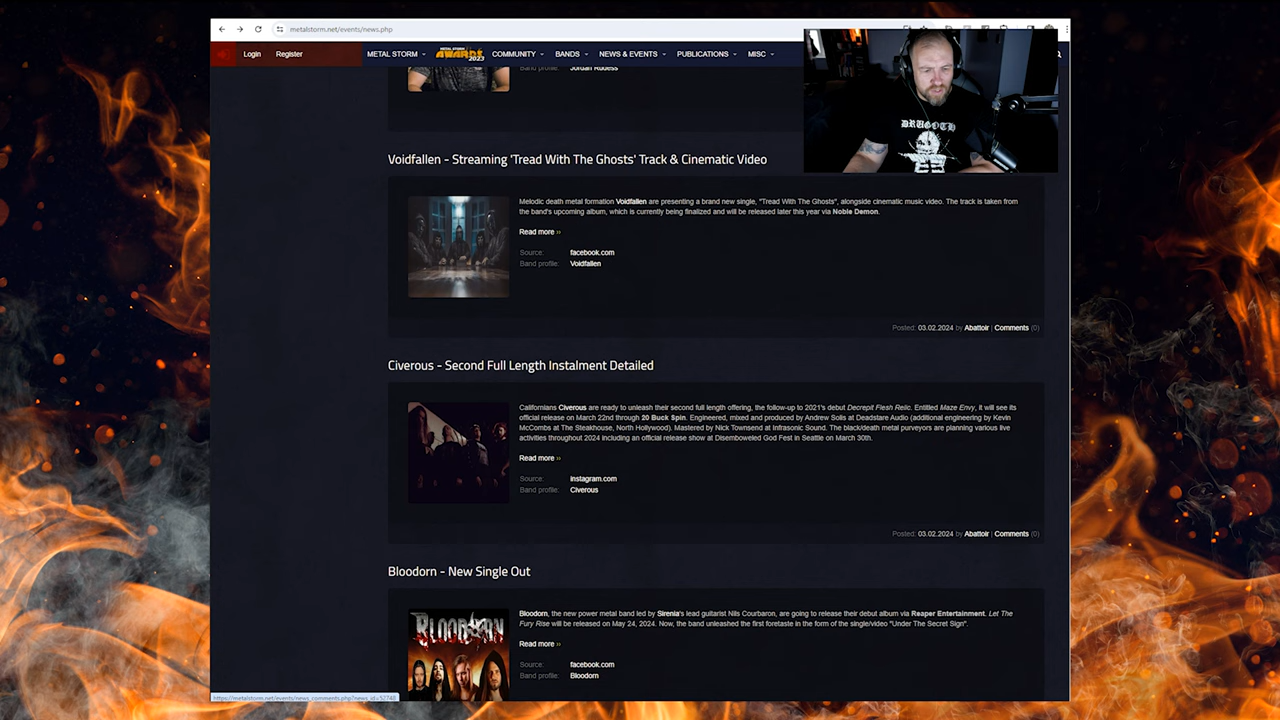 metalstorm.net/events/news.php
Login Register METAL STORM METAL STORM AWARDS 2023 COMMUNITY BANDS NEWS & EVENTS PUBLICATIONS MISC
Band profile: Jordan Rudess
DRUGOTH
Voidfallen - Streaming 'Tread With The Ghosts' Track & Cinematic Video
Melodic death metal formation Voidfallen are presenting a brand new single, "Tread With The Ghosts", alongside cinematic music video. The track is taken from
the band's upcoming album, which is currently being finalized and will be released later this year via Noble Demon.
Read more ››
Source: facebook.com
Band profile: Voidfallen
Posted: 03.02.2024 by Abattoir | Comments (0)
Civerous - Second Full Length Instalment Detailed
Californians Civerous are ready to unleash their second full length offering, the follow-up to 2021's debut Decrepit Flesh Relic. Entitled Maze Envy, it will see its
official release on March 22nd through 20 Buck Spin. Engineered, mixed and produced by Andrew Solis at Deadstare Audio (additional engineering by Kevin
McCombs at The Steakhouse, North Hollywood). Mastered by Nick Townsend at Infrasonic Sound. The black/death metal purveyors are planning various live
activities throughout 2024 including an official release show at Disemboweled God Fest in Seattle on March 30th.
Read more ››
Source: instagram.com
Band profile: Civerous
Posted: 03.02.2024 by Abattoir | Comments (0)
Bloodorn - New Single Out
BLOODORN
Bloodorn, the new power metal band led by Sirenia's lead guitarist Nils Courbaron, are going to release their debut album via Reaper Entertainment. Let The
Fury Rise will be released on May 24, 2024. Now, the band unleashed the first foretaste in the form of the single/video "Under The Secret Sign".
Read more ››
Source: facebook.com
Band profile: Bloodorn
https://metalstorm.net/events/news_comments.php?news_id=52748